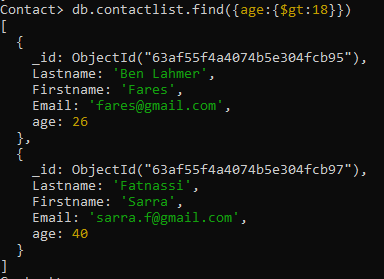 Contact> db.contactlist.find({age:{$gt:18}})
[
  {
    _id: ObjectId("63af55f4a4074b5e304fcb95"),
    Lastname: 'Ben Lahmer',
    Firstname: 'Fares',
    Email: 'fares@gmail.com',
    age: 26
  },
  {
    _id: ObjectId("63af55f4a4074b5e304fcb97"),
    Lastname: 'Fatnassi',
    Firstname: 'Sarra',
    Email: 'sarra.f@gmail.com',
    age: 40
  }
]